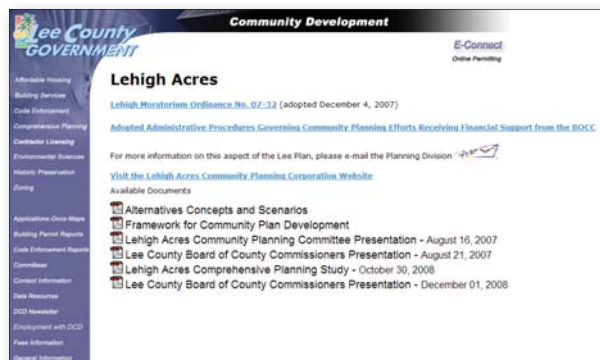 Lee County
GOVERNMENT
Community Development
E-Connect
Online Permitting
Affordable Housing
Building Services
Code Enforcement
Comprehensive Planning
Contractor Licensing
Environmental Sciences
Historic Preservation
Zoning
Applications-Docs-Maps
Building Permit Reports
Code Enforcement Reports
Committees
Contact Information
Data Resources
DCD Newsletter
Employment with DCD
Fees Information
General Information
Lehigh Acres
Lehigh Moratorium Ordinance No. 07-32 (adopted December 4, 2007)
Adopted Administrative Procedures Governing Community Planning Efforts Receiving Financial Support from the BOCC
For more information on this aspect of the Lee Plan, please e-mail the Planning Division
Visit the Lehigh Acres Community Planning Corporation Website
Available Documents
Alternatives Concepts and Scenarios
Framework for Community Plan Development
Lehigh Acres Community Planning Committee Presentation - August 16, 2007
Lee County Board of County Commissioners Presentation - August 21, 2007
Lehigh Acres Comprehensive Planning Study - October 30, 2008
Lee County Board of County Commissioners Presentation - December 01, 2008